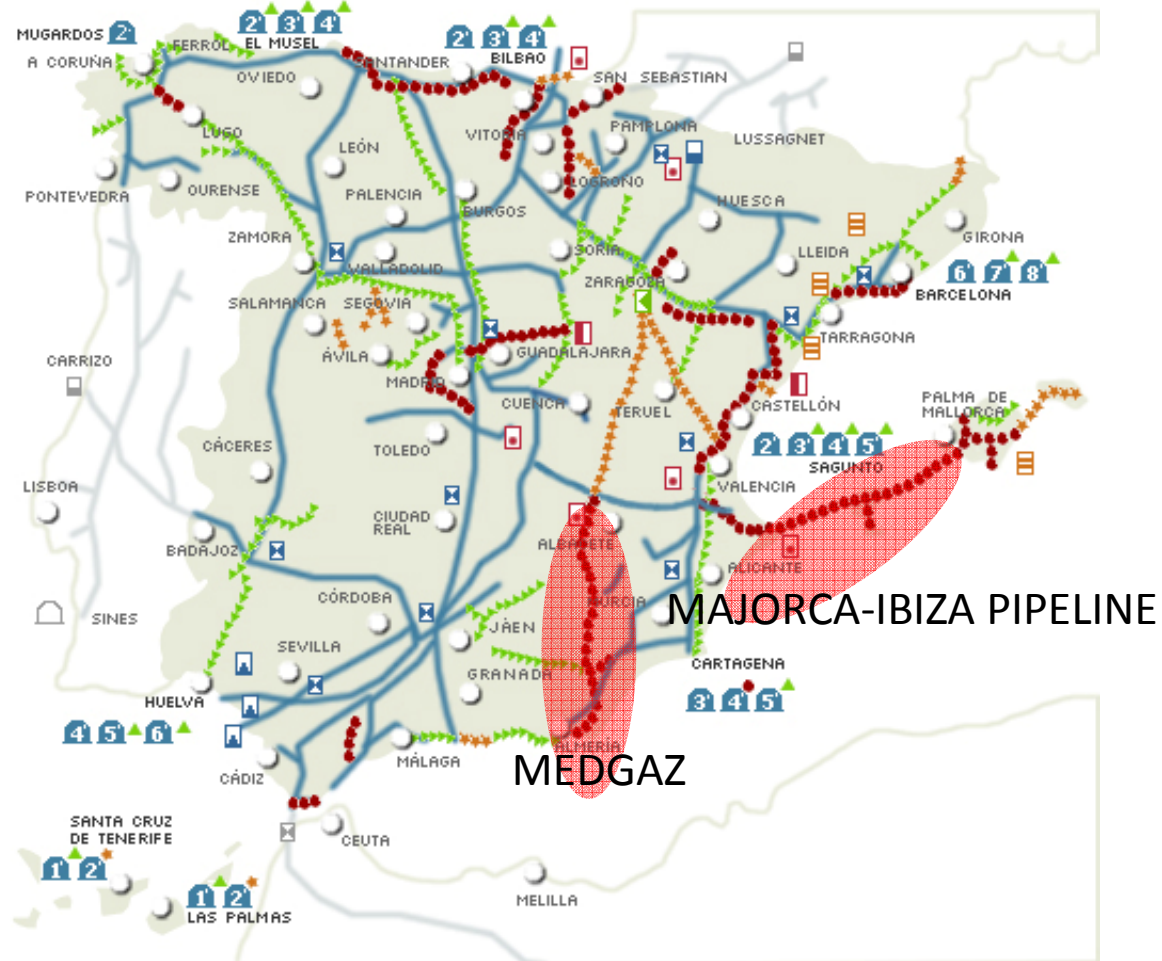 MUGARDOS 2'
A CORUÑA
FERROL
2' 3' 4'
EL MUSEL
OVIEDO
SANTANDER
2' 3' 4'
BILBAO
SAN SEBASTIAN
LUGO
LEÓN
VITORIA
PAMPLONA
LUSSAGNET
PONTEVEDRA
OURENSE
PALENCIA
BURGOS
LOGROÑO
HUESCA
ZAMORA
VALLADOLID
SORIA
ZARAGOZA
LLEIDA
GIRONA
6' 7' 8'
BARCELONA
SALAMANCA
SEGOVIA
TARRAGONA
CARRIZO
ÁVILA
MADRID
GUADALAJARA
CUENCA
TERUEL
CASTELLÓN
PALMA DE
MALLORCA
2' 3' 4' 5'
SAGUNTO
CÁCERES
TOLEDO
VALENCIA
LISBOA
CIUDAD
REAL
BADAJOZ
ALBACETE
ALICANTE
SINES
CÓRDOBA
MURCIA
MAJORCA-IBIZA PIPELINE
SEVILLA
JÁEN
GRANADA
CARTAGENA
3' 4' 5'
HUELVA
4' 5' 6'
CÁDIZ
MÁLAGA
ALMERÍA
MEDGAZ
SANTA CRUZ
DE TENERIFE
1' 2'
CEUTA
1' 2'
LAS PALMAS
MELILLA